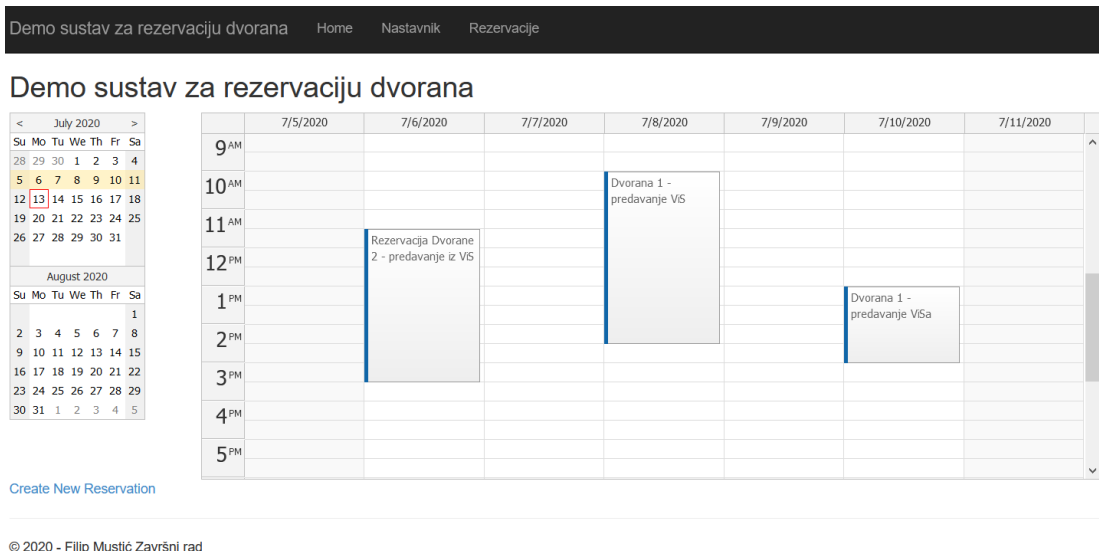 Demo sustav za rezervaciju dvorana Home Nastavnik Rezervacije
Demo sustav za rezervaciju dvorana
< July 2020 >
Su Mo Tu We Th Fr Sa
28 29 30 1 2 3 4
5 6 7 8 9 10 11
12 13 14 15 16 17 18
19 20 21 22 23 24 25
26 27 28 29 30 31
August 2020
Su Mo Tu We Th Fr Sa
1
2 3 4 5 6 7 8
9 10 11 12 13 14 15
16 17 18 19 20 21 22
23 24 25 26 27 28 29
30 31 1 2 3 4 5
7/5/2020 7/6/2020 7/7/2020 7/8/2020 7/9/2020 7/10/2020 7/11/2020
9 AM
10 AM
11 AM
12 PM
1 PM
2 PM
3 PM
4 PM
5 PM
Rezervacija Dvorane
2 - predavanje iz ViS
Dvorana 1 -
predavanje ViS
Dvorana 1 -
predavanje ViSa
Create New Reservation
© 2020 - Filip Mustić Završni rad